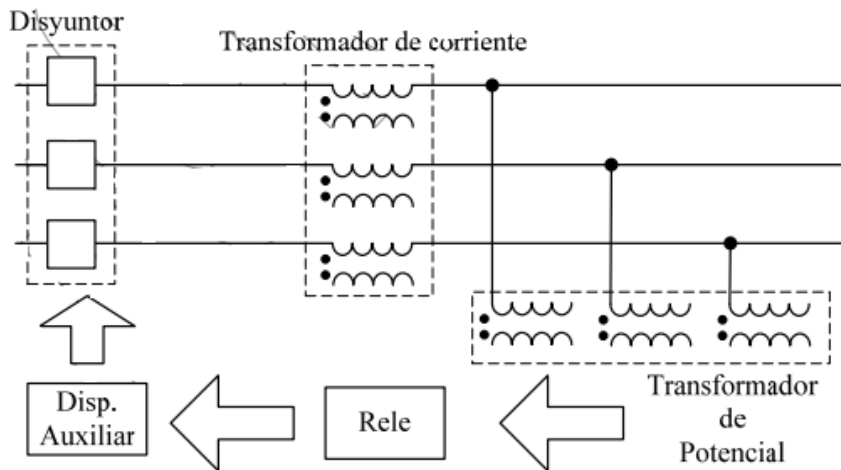 Disyuntor
Transformador de corriente
Disp.
Auxiliar
Rele
Transformador
de
Potencial